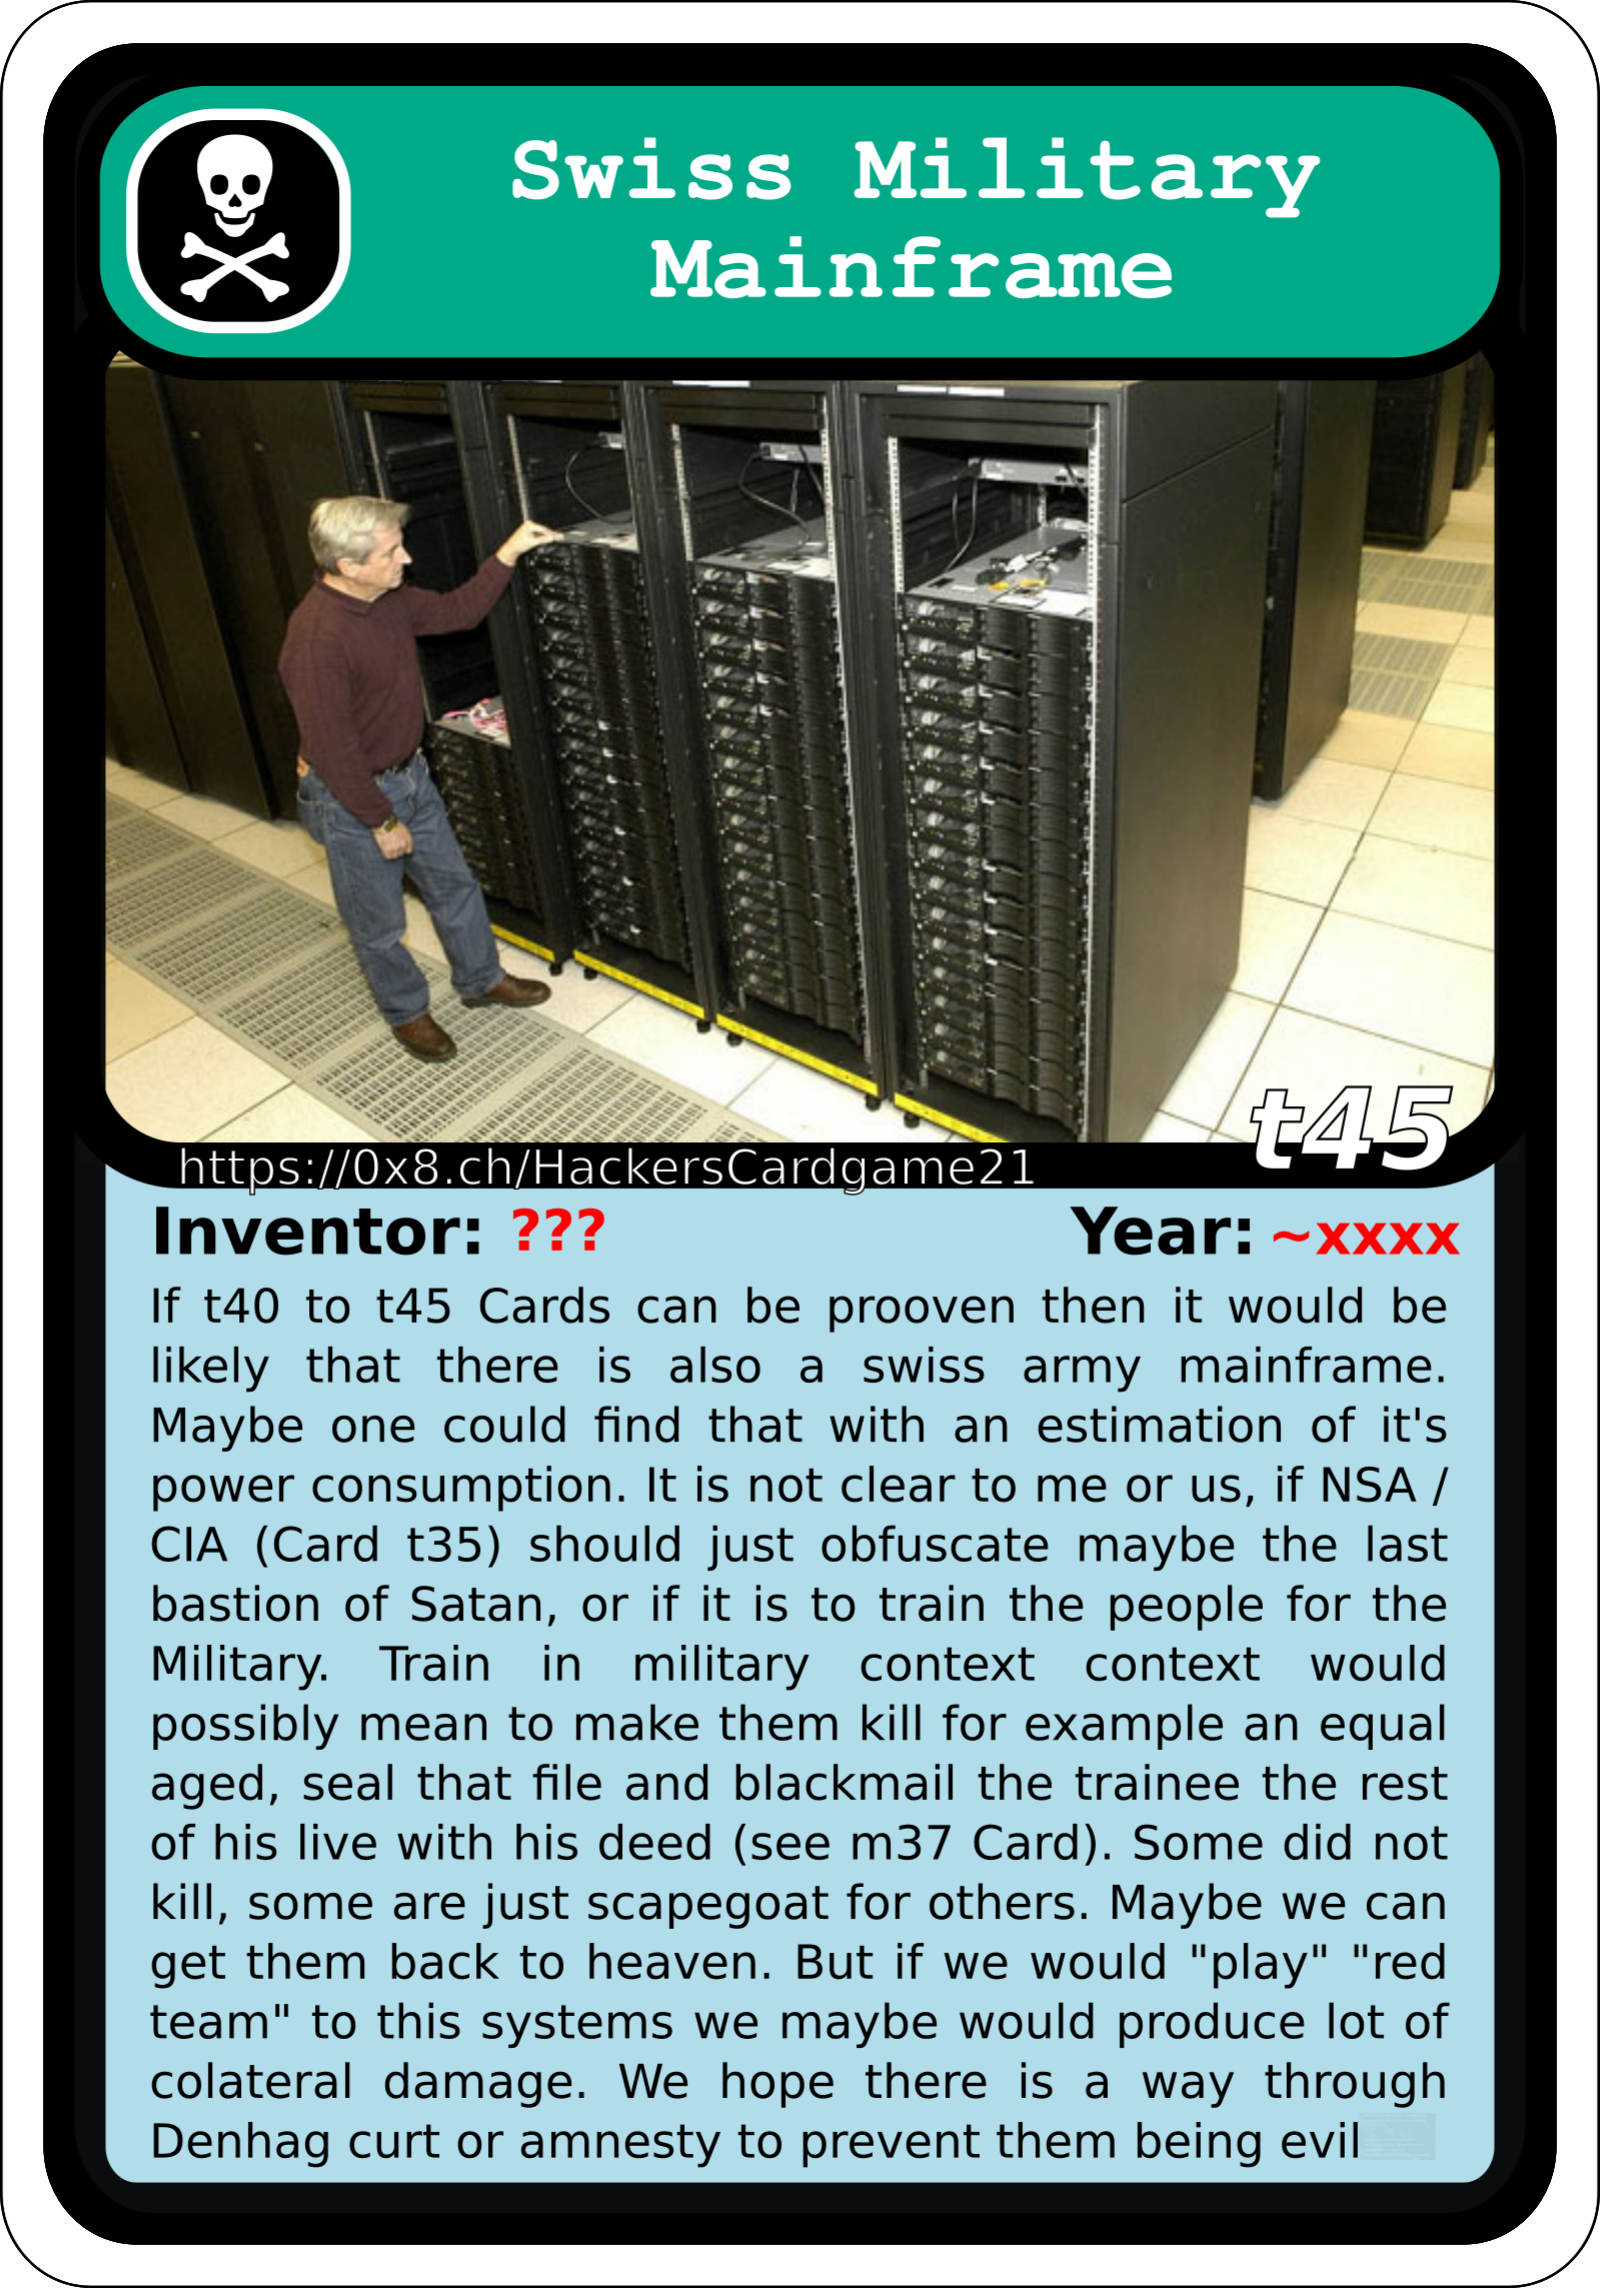 Swiss Military
Mainframe
t45
https://0x8.ch/HackersCardgame21
Inventor: ??? Year: ~xxxx
If t40 to t45 Cards can be prooven then it would be
likely that there is also a swiss army mainframe.
Maybe one could find that with an estimation of it's
power consumption. It is not clear to me or us, if NSA /
CIA (Card t35) should just obfuscate maybe the last
bastion of Satan, or if it is to train the people for the
Military. Train in military context context would
possibly mean to make them kill for example an equal
aged, seal that file and blackmail the trainee the rest
of his live with his deed (see m37 Card). Some did not
kill, some are just scapegoat for others. Maybe we can
get them back to heaven. But if we would "play" "red
team" to this systems we maybe would produce lot of
colateral damage. We hope there is a way through
Denhag curt or amnesty to prevent them being evil